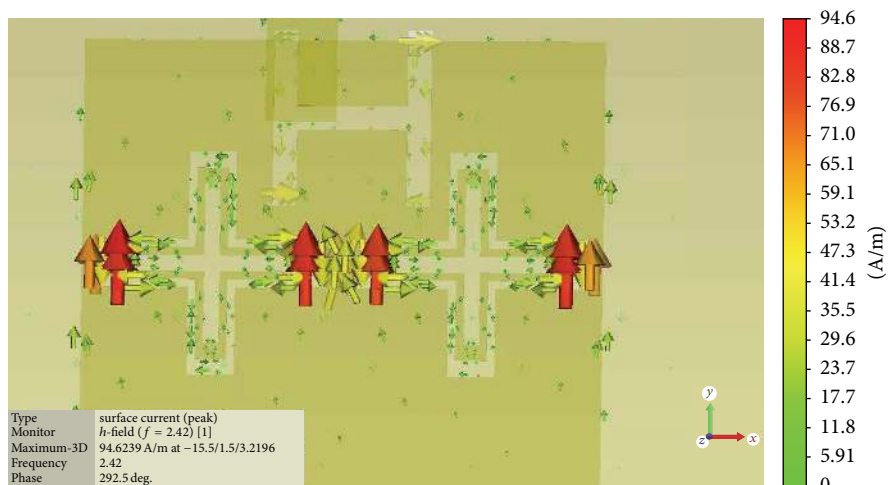 94.6
88.7
82.8
76.9
71.0
65.1
59.1
53.2
47.3
41.4
35.5
29.6
23.7
17.7
11.8
5.91
0
(A/m)
y
z x
Type surface current (peak)
Monitor h-field (f = 2.42) [1]
Maximum-3D 94.6239 A/m at −15.5/1.5/3.2196
Frequency 2.42
Phase 292.5 deg.